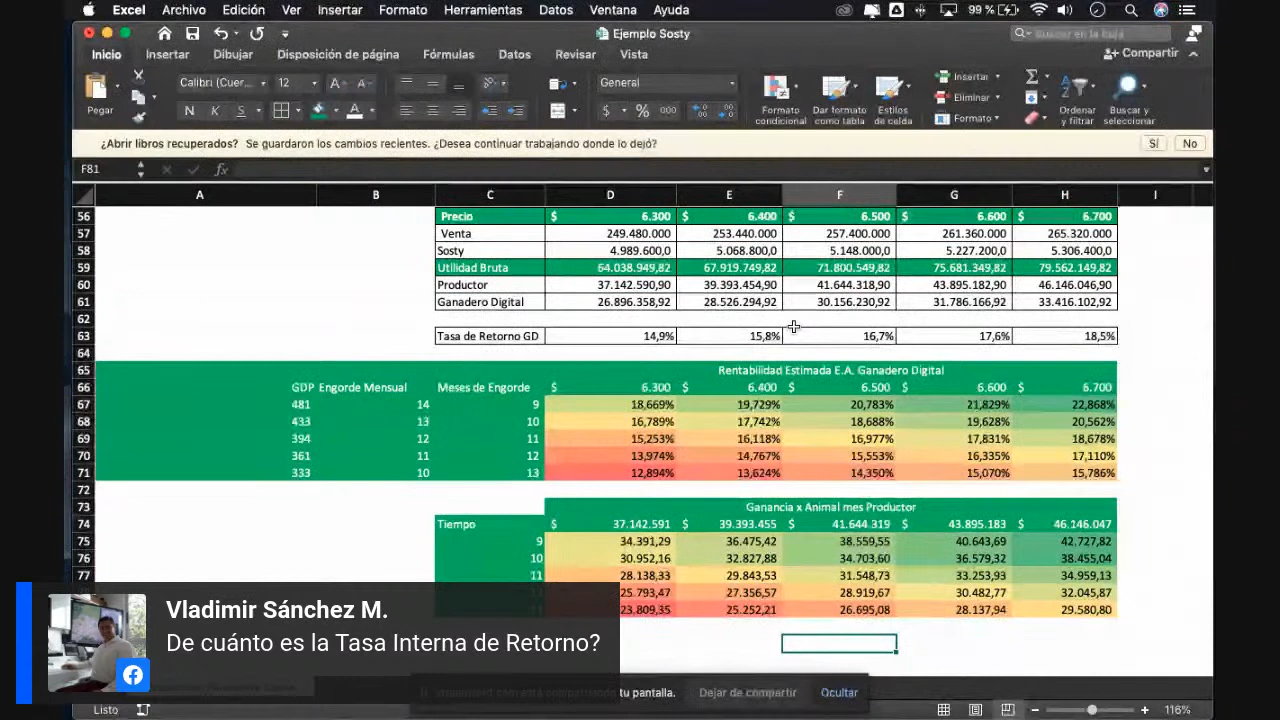 Excel Archivo Edición Ver Insertar Formato Herramientas Datos Ventana Ayuda 99 %
Ejemplo Sosty
Buscar en la hoja
Inicio Insertar Dibujar Disposición de página Fórmulas Datos Revisar Vista
Compartir
Pegar
Calibri (Cuer... 12 A A
N K S A
General
$ % 000
Formato condicional
Dar formato como tabla
Estilos de celda
Insertar
Eliminar
Formato
Ordenar y filtrar
Buscar y seleccionar
¿Abrir libros recuperados? Se guardaron los cambios recientes. ¿Desea continuar trabajando donde lo dejó? Sí No
F81 fx
A B C D E F G H I
56 Precio $ 6.300 $ 6.400 $ 6.500 $ 6.600 $ 6.700
57 Venta 249.480.000 253.440.000 257.400.000 261.360.000 265.320.000
58 Sosty 4.989.600,0 5.068.800,0 5.148.000,0 5.227.200,0 5.306.400,0
59 Utilidad Bruta 64.038.949,82 67.919.749,82 71.800.549,82 75.681.349,82 79.562.149,82
60 Productor 37.142.590,90 39.393.454,90 41.644.318,90 43.895.182,90 46.146.046,90
61 Ganadero Digital 26.896.358,92 28.526.294,92 30.156.230,92 31.786.166,92 33.416.102,92
62
63 Tasa de Retorno GD 14,9% 15,8% 16,7% 17,6% 18,5%
64
65 Rentabilidad Estimada E.A. Ganadero Digital
66 GDP Engorde Mensual Meses de Engorde $ 6.300 $ 6.400 $ 6.500 $ 6.600 $ 6.700
67 481 14 9 18,669% 19,729% 20,783% 21,829% 22,868%
68 433 13 10 16,789% 17,742% 18,688% 19,628% 20,562%
69 394 12 11 15,253% 16,118% 16,977% 17,831% 18,678%
70 361 11 12 13,974% 14,767% 15,553% 16,335% 17,110%
71 333 10 13 12,894% 13,624% 14,350% 15,070% 15,786%
72
73 Ganancia x Animal mes Productor
74 Tiempo $ 37.142.591 $ 39.393.455 $ 41.644.319 $ 43.895.183 $ 46.146.047
75 9 34.391,29 36.475,42 38.559,55 40.643,69 42.727,82
76 10 30.952,16 32.827,88 34.703,60 36.579,32 38.455,04
77 11 28.138,33 29.843,53 31.548,73 33.253,93 34.959,13
25.793,47 27.356,57 28.919,67 30.482,77 32.045,87
23.809,35 25.252,21 26.695,08 28.137,94 29.580,80
Vladimir Sánchez M.
De cuánto es la Tasa Interna de Retorno?
tu pantalla. Dejar de compartir Ocultar
Listo 116%